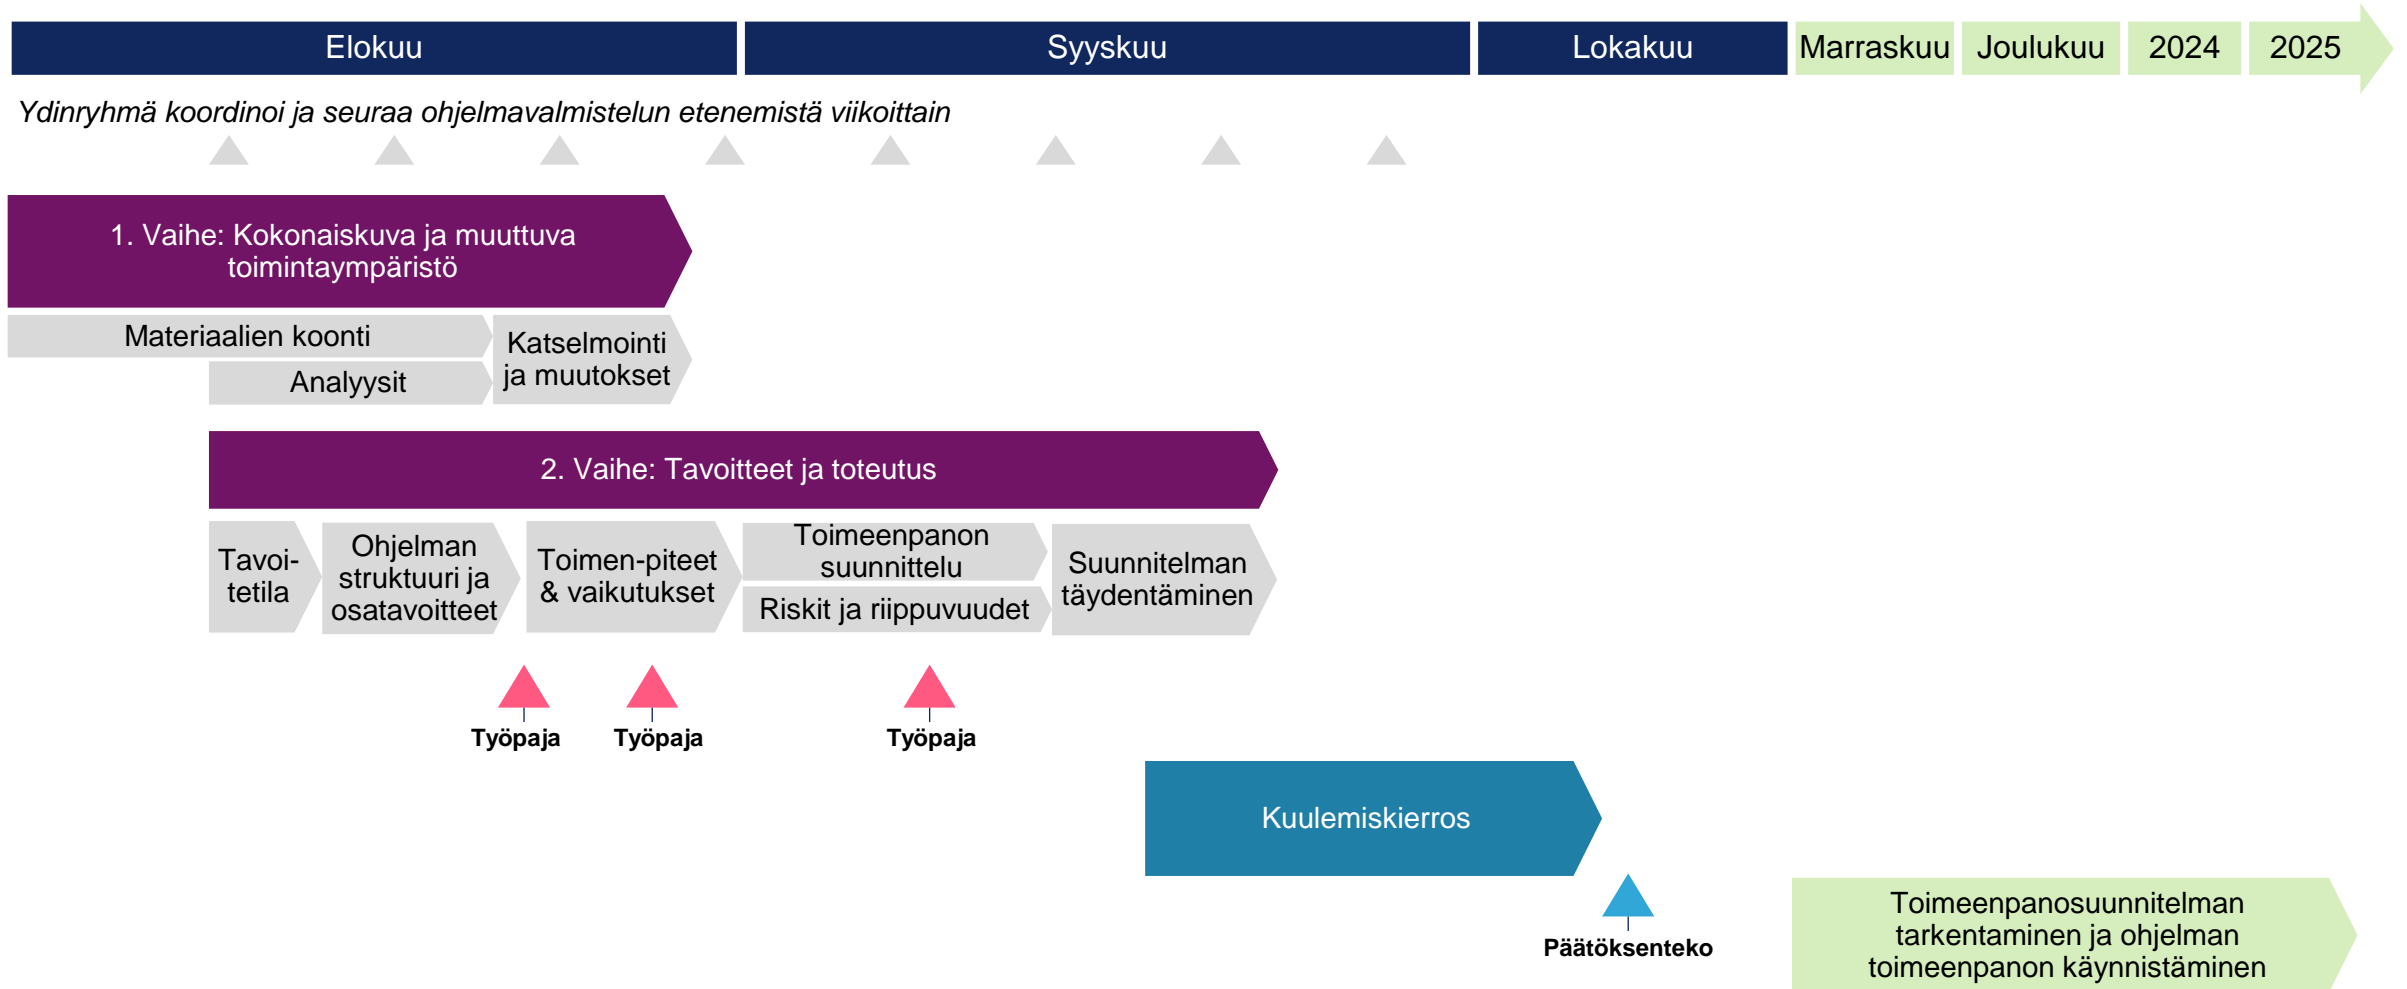 Elokuu
Syyskuu
Lokakuu
Marraskuu
Joulukuu
2024
2025
Ydinryhmä koordinoi ja seuraa ohjelmavalmistelun etenemistä viikoittain
1. Vaihe: Kokonaiskuva ja muuttuva
toimintaympäristö
Materiaalien koonti
Analyysit
Katselmointi
ja muutokset
2. Vaihe: Tavoitteet ja toteutus
Tavoi-
tetila
Ohjelman
struktuuri ja
osatavoitteet
Toimen-piteet
& vaikutukset
Toimeenpanon
suunnittelu
Riskit ja riippuvuudet
Suunnitelman
täydentäminen
Työpaja
Työpaja
Työpaja
Kuulemiskierros
Päätöksenteko
Toimeenpanosuunnitelman
tarkentaminen ja ohjelman
toimeenpanon käynnistäminen